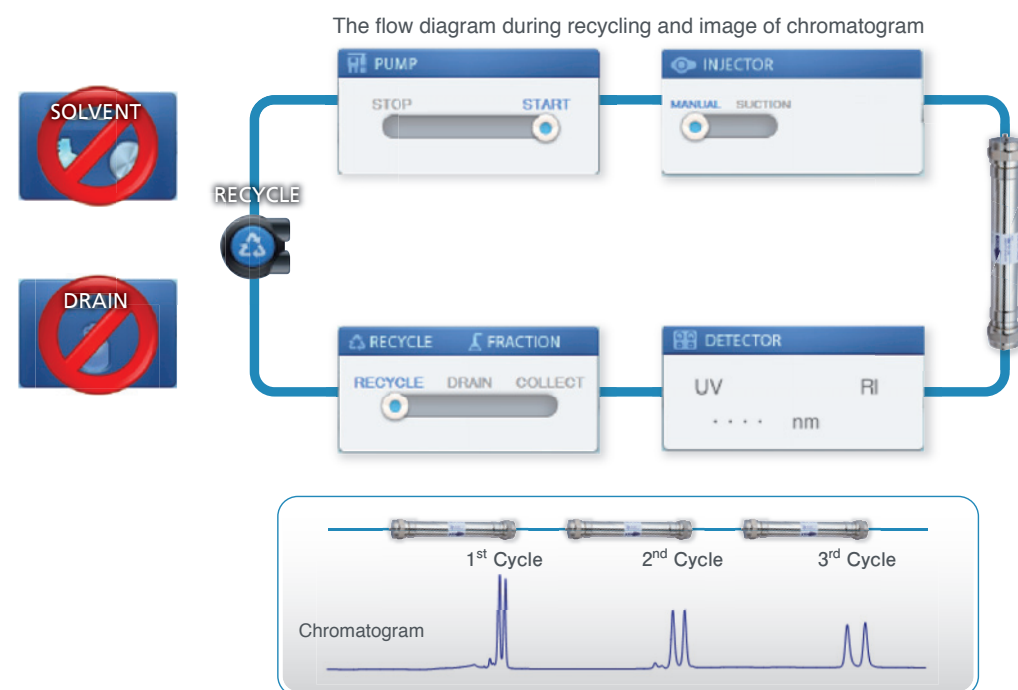 The flow diagram during recycling and image of chromatogram
PUMP
STOP START
INJECTOR
MANUAL SUCTION
SOLVENT
RECYCLE
DRAIN
RECYCLE FRACTION
RECYCLE DRAIN COLLECT
DETECTOR
UV RI
. . . . nm
1st Cycle 2nd Cycle 3rd Cycle
Chromatogram